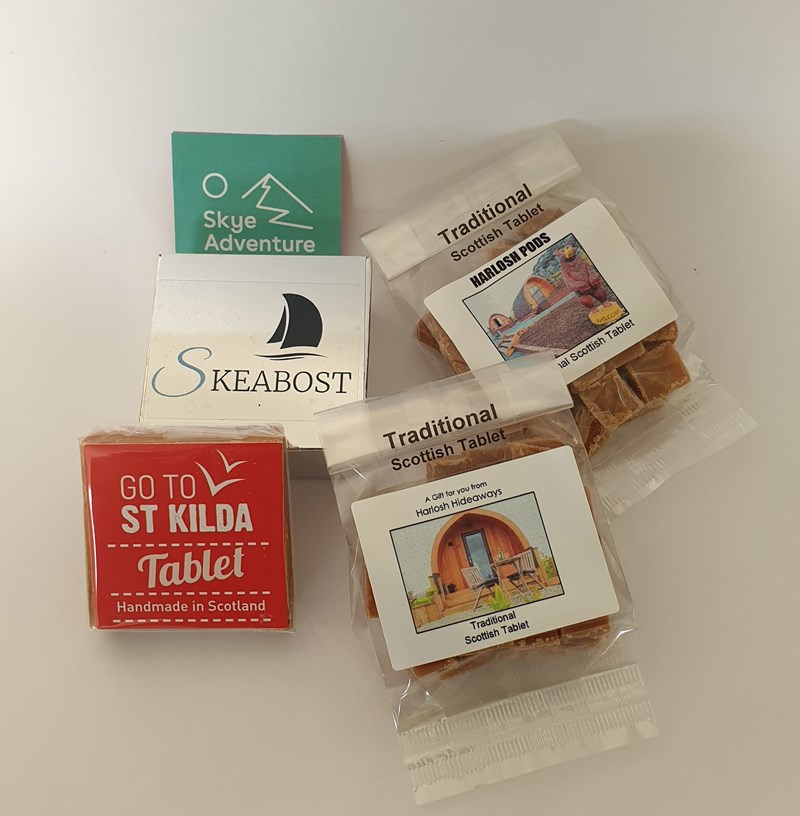 Skye
Adventure
SKEABOST
GO TO
ST KILDA
Tablet
Handmade in Scotland
Traditional
Scottish Tablet
HARLOSH PODS
nal Scottish Tablet
Traditional
Scottish Tablet
A Gift for you from
Harlosh Hideaways
Traditional
Scottish Tablet